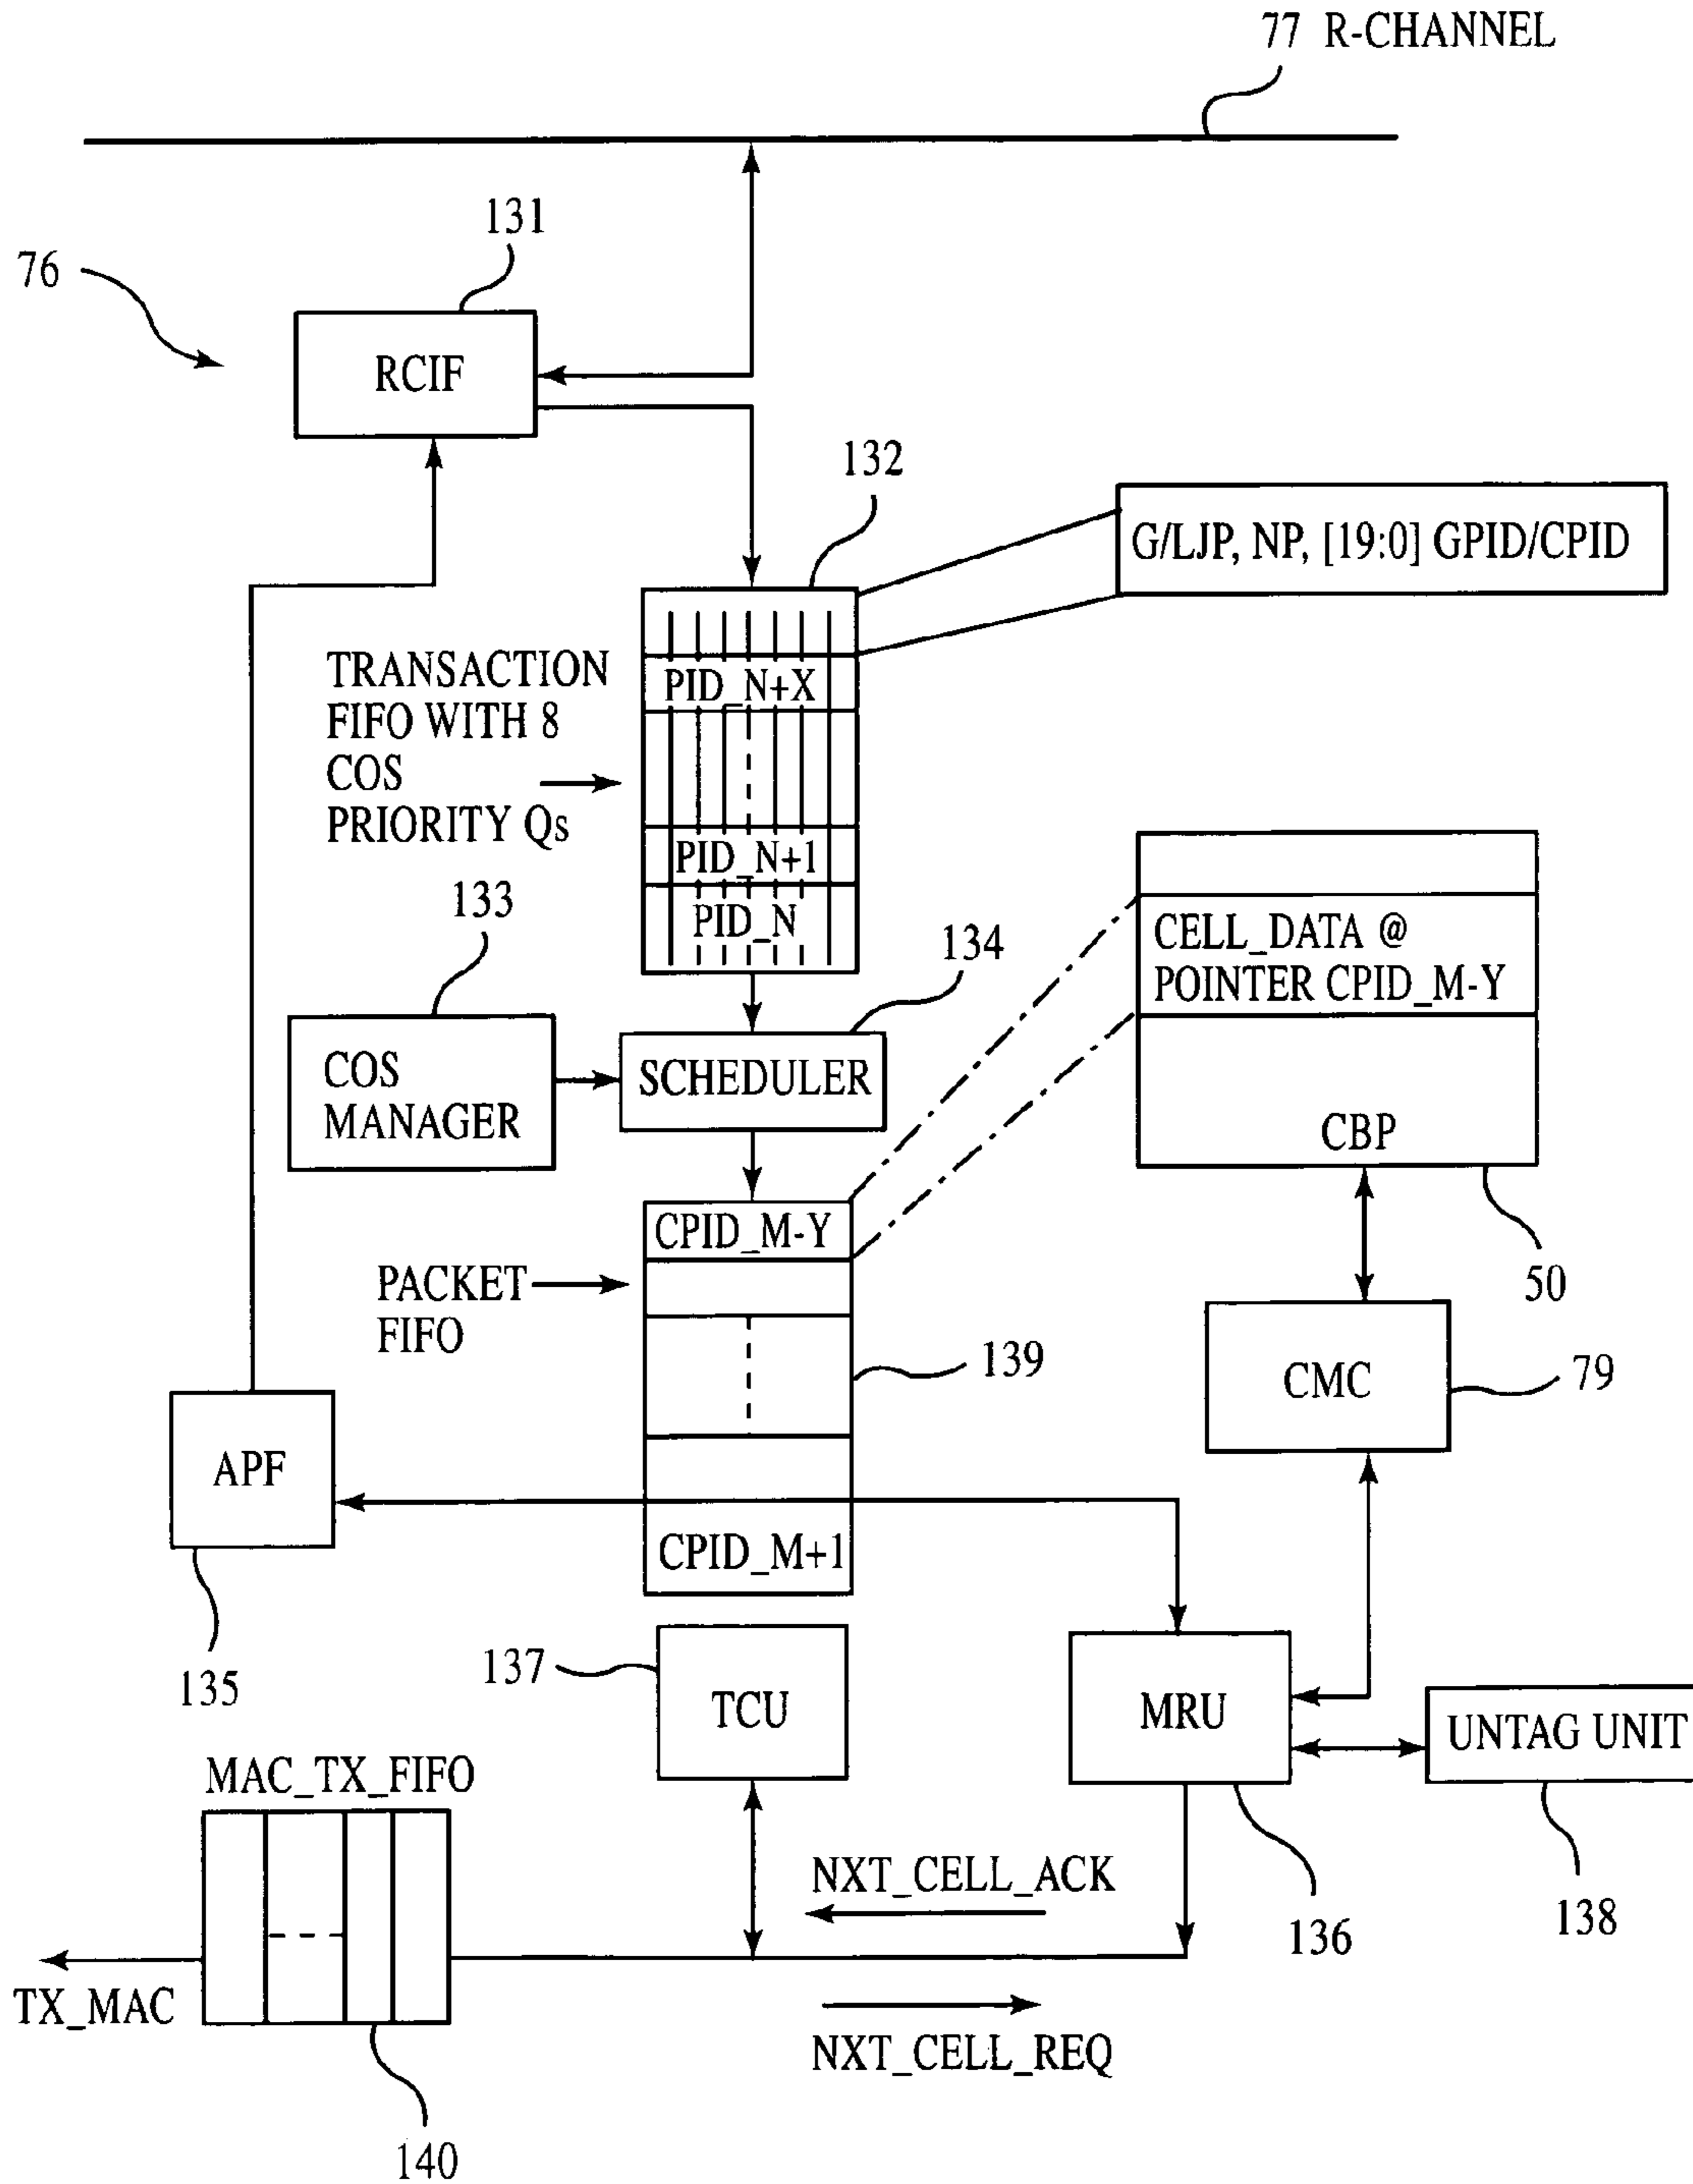 77 R-CHANNEL
131
76
RCIF
132
G/LJP, NP, [19:0] GPID/CPID
TRANSACTION
FIFO WITH 8
COS
PRIORITY Qs
PID_N+X
PID_N+1
PID_N
133
134
CELL_DATA @
POINTER CPID_M-Y
COS
MANAGER
SCHEDULER
CBP
50
CPID_M-Y
PACKET
FIFO
139
CMC
79
APF
CPID_M+1
135
137
TCU
MRU
UNTAG UNIT
MAC_TX_FIFO
NXT_CELL_ACK
136
138
TX_MAC
NXT_CELL_REQ
140